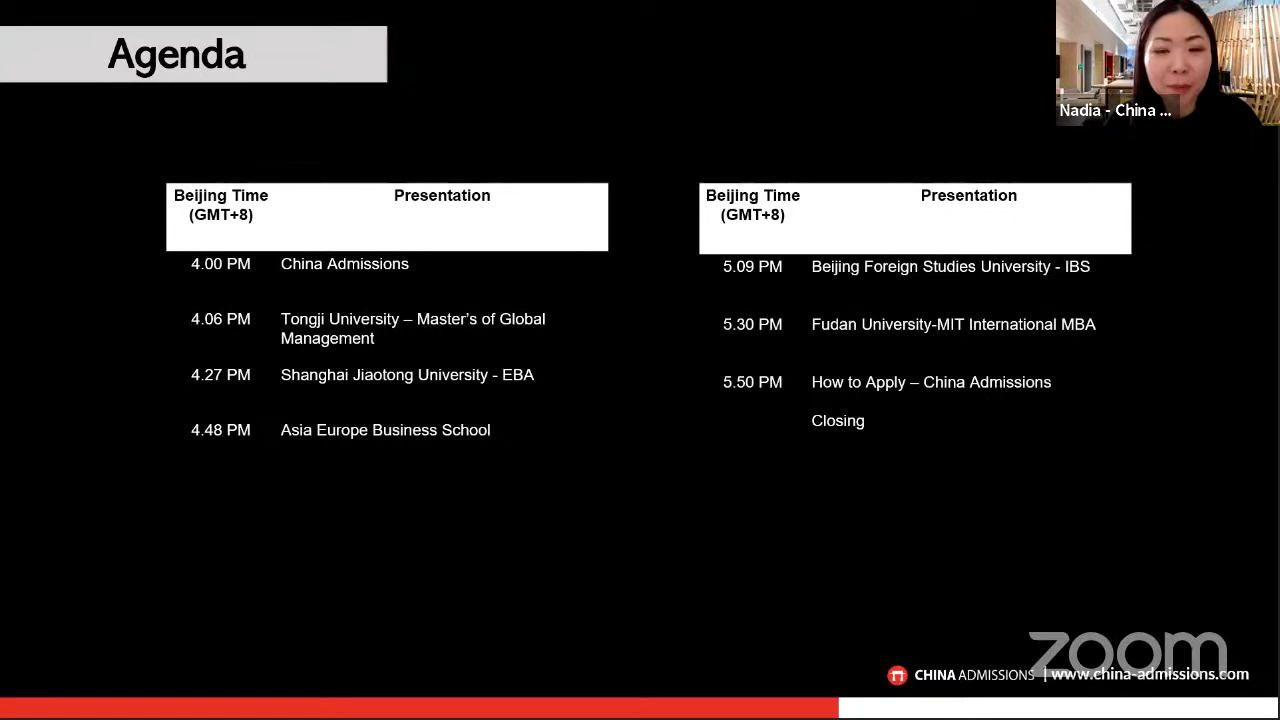 Agenda
Nadia - China ...
Beijing Time
(GMT+8)
Presentation
4.00 PM China Admissions
4.06 PM Tongji University – Master's of Global
Management
4.27 PM Shanghai Jiaotong University - EBA
4.48 PM Asia Europe Business School
Beijing Time
(GMT+8)
Presentation
5.09 PM Beijing Foreign Studies University - IBS
5.30 PM Fudan University-MIT International MBA
5.50 PM How to Apply – China Admissions
Closing
zoom
CHINA ADMISSIONS | www.china-admissions.com